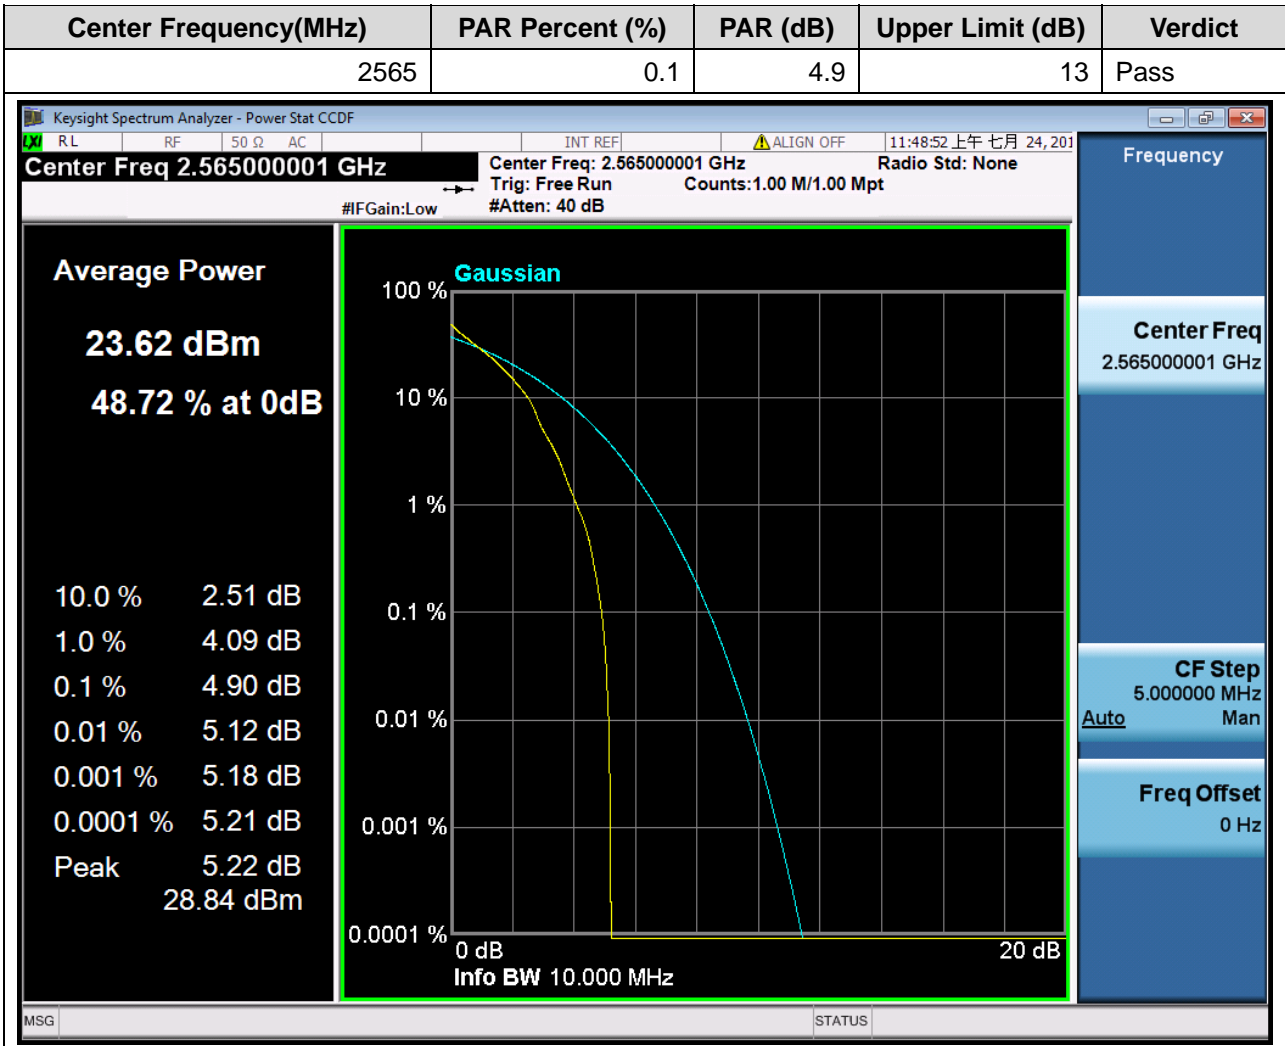 Center Frequency(MHz) PAR Percent (%) PAR (dB) Upper Limit (dB) Verdict
2565 0.1 4.9 13 Pass
Keysight Spectrum Analyzer - Power Stat CCDF
LXI RL RF 50 Ω AC INT REF ALIGN OFF 11:48:52 上午 七月 24, 201
Center Freq 2.565000001 GHz
Center Freq: 2.565000001 GHz Radio Std: None
Trig: Free Run Counts:1.00 M/1.00 Mpt
#IFGain:Low #Atten: 40 dB
Frequency
Average Power
23.62 dBm
48.72 % at 0dB
10.0 % 2.51 dB
1.0 % 4.09 dB
0.1 % 4.90 dB
0.01 % 5.12 dB
0.001 % 5.18 dB
0.0001 % 5.21 dB
Peak 5.22 dB
28.84 dBm
Gaussian
100 %
10 %
1 %
0.1 %
0.01 %
0.001 %
0.0001 %
0 dB 20 dB
Info BW 10.000 MHz
Center Freq
2.565000001 GHz
CF Step
5.000000 MHz
Auto Man
Freq Offset
0 Hz
MSG STATUS